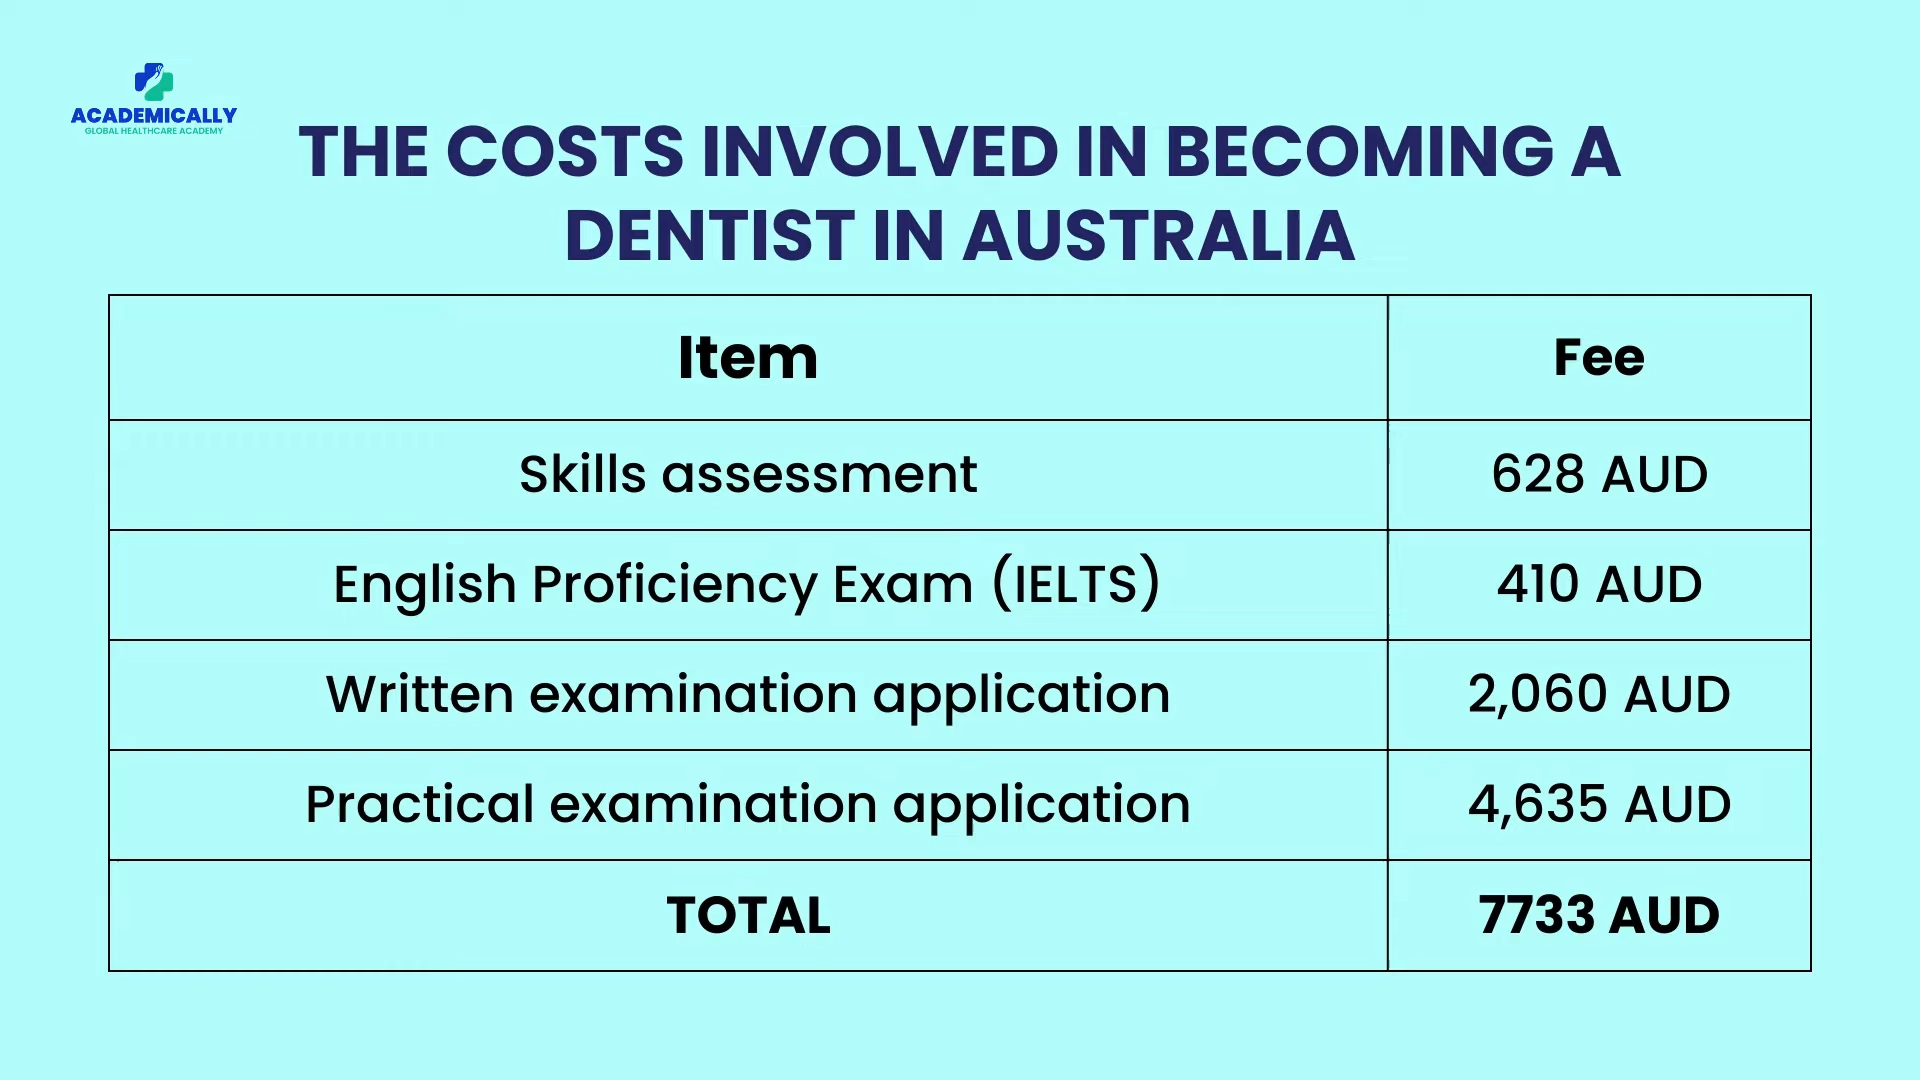 ACADEMICALLY
GLOBAL HEALTHCARE ACADEMY
THE COSTS INVOLVED IN BECOMING A
DENTIST IN AUSTRALIA
Item Fee
Skills assessment 628 AUD
English Proficiency Exam (IELTS) 410 AUD
Written examination application 2,060 AUD
Practical examination application 4,635 AUD
TOTAL 7733 AUD